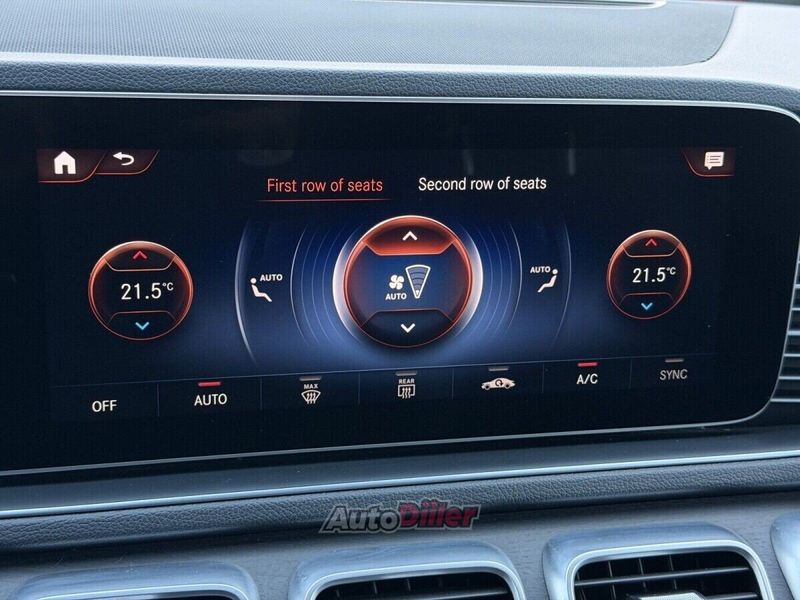 First row of seats Second row of seats
21.5°C AUTO AUTO AUTO 21.5°C
OFF AUTO MAX REAR A/C SYNC
AutoDiller